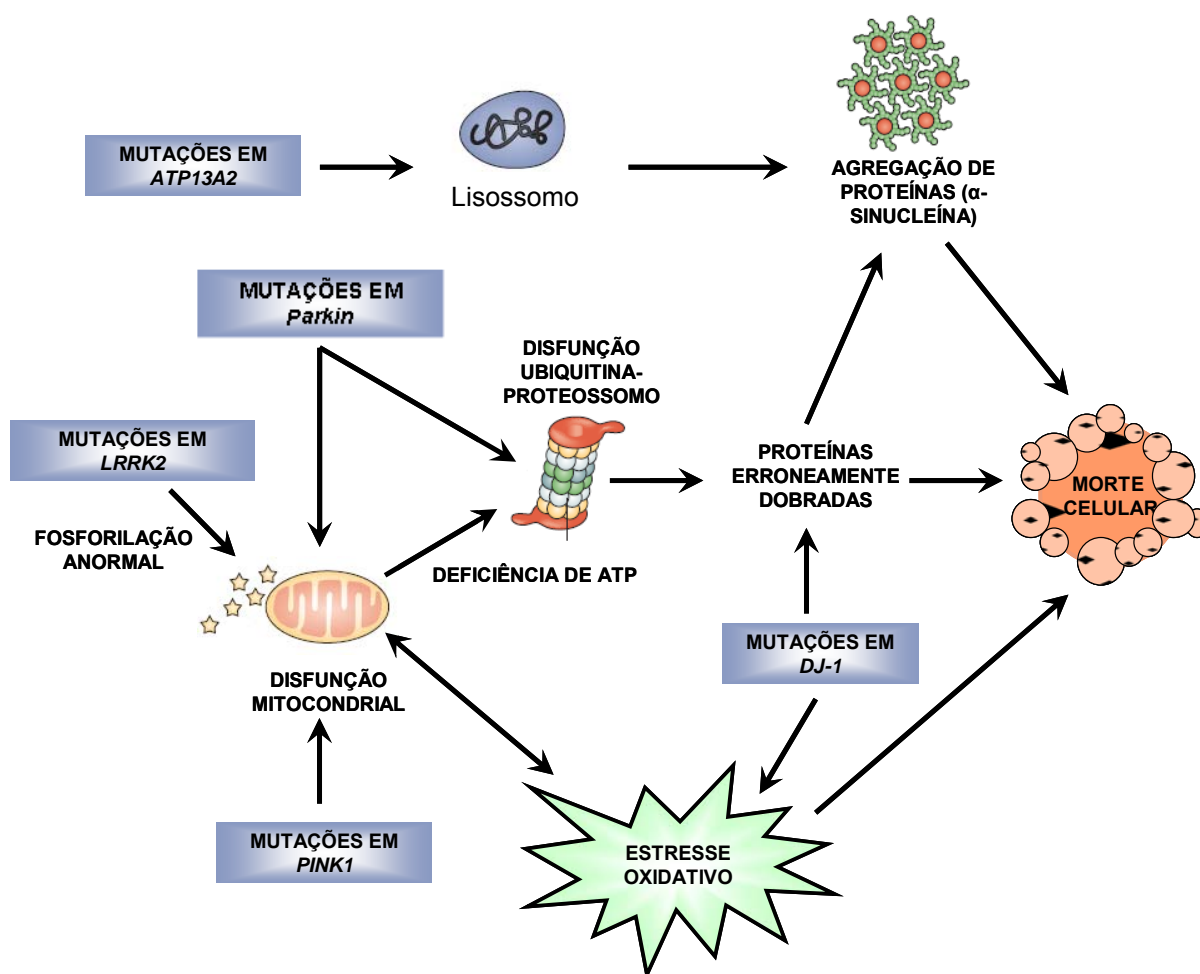 MUTAÇÕES EM
ATP13A2
Lisossomo
AGREGAÇÃO DE
PROTEÍNAS (α-
SINUCLEÍNA)
MUTAÇÕES EM
Parkin
DISFUNÇÃO
UBIQUITINA-
PROTEOSSOMO
MUTAÇÕES EM
LRRK2
FOSFORILAÇÃO
ANORMAL
PROTEÍNAS
ERRONEAMENTE
DOBRADAS
MORTE
CELULAR
DEFICIÊNCIA DE ATP
MUTAÇÕES EM
DJ-1
DISFUNÇÃO
MITOCONDRIAL
MUTAÇÕES EM
PINK1
ESTRESSE
OXIDATIVO